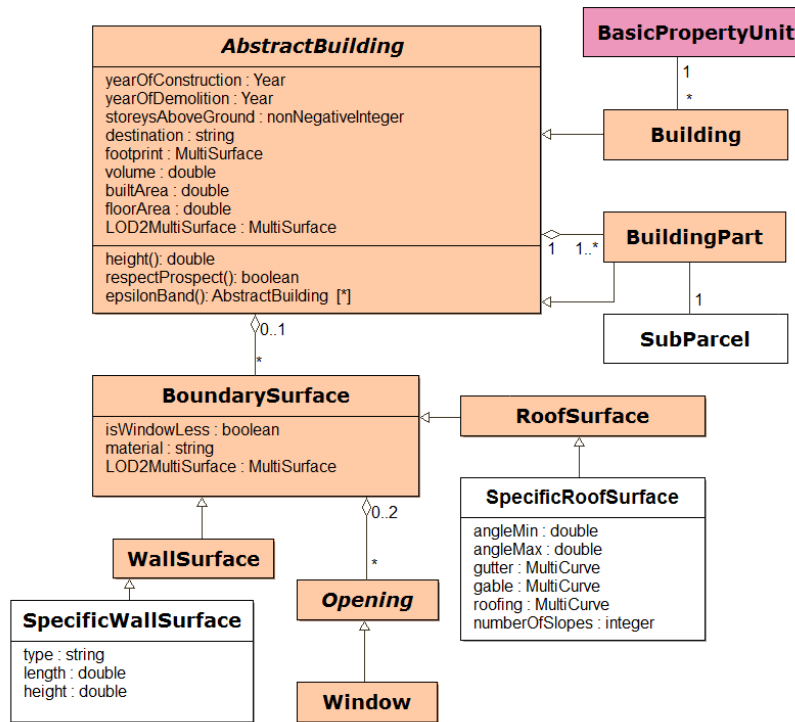 AbstractBuilding
yearOfConstruction : Year
yearOfDemolition : Year
storeysAboveGround : nonNegativeInteger
destination : string
footprint : MultiSurface
volume : double
builtArea : double
floorArea : double
LOD2MultiSurface : MultiSurface
height(): double
respectProspect(): boolean
epsilonBand(): AbstractBuilding [*]
BasicPropertyUnit
1
*
Building
1
1..*
BuildingPart
1
SubParcel
0..1
*
BoundarySurface
isWindowLess : boolean
material : string
LOD2MultiSurface : MultiSurface
RoofSurface
SpecificRoofSurface
angleMin : double
angleMax : double
gutter : MultiCurve
gable : MultiCurve
roofing : MultiCurve
numberOfSlopes : integer
0..2
*
WallSurface
SpecificWallSurface
type : string
length : double
height : double
Opening
Window